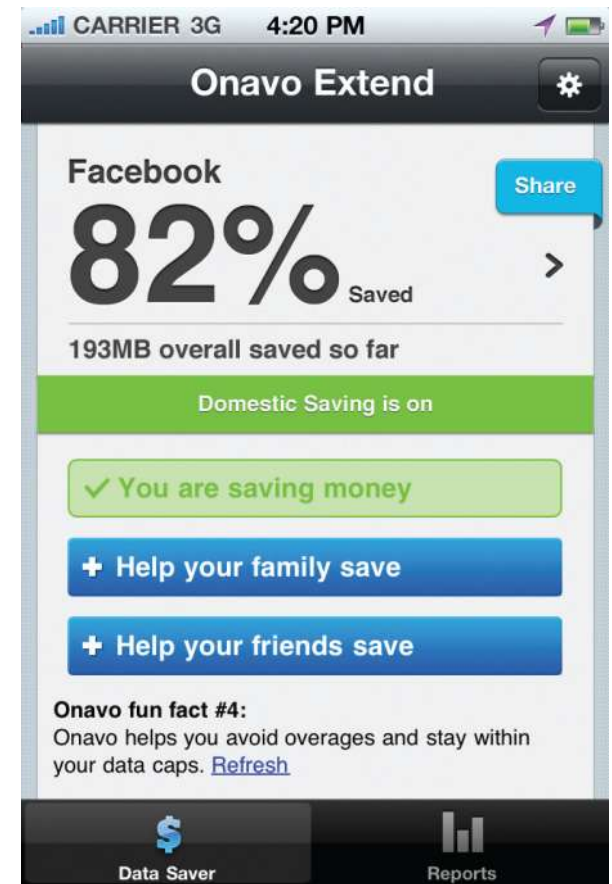 CARRIER 3G 4:20 PM
Onavo Extend
Facebook
Share
82% Saved
193MB overall saved so far
Domestic Saving is on
✓ You are saving money
+ Help your family save
+ Help your friends save
Onavo fun fact #4:
Onavo helps you avoid overages and stay within
your data caps. Refresh
$
Data Saver Reports